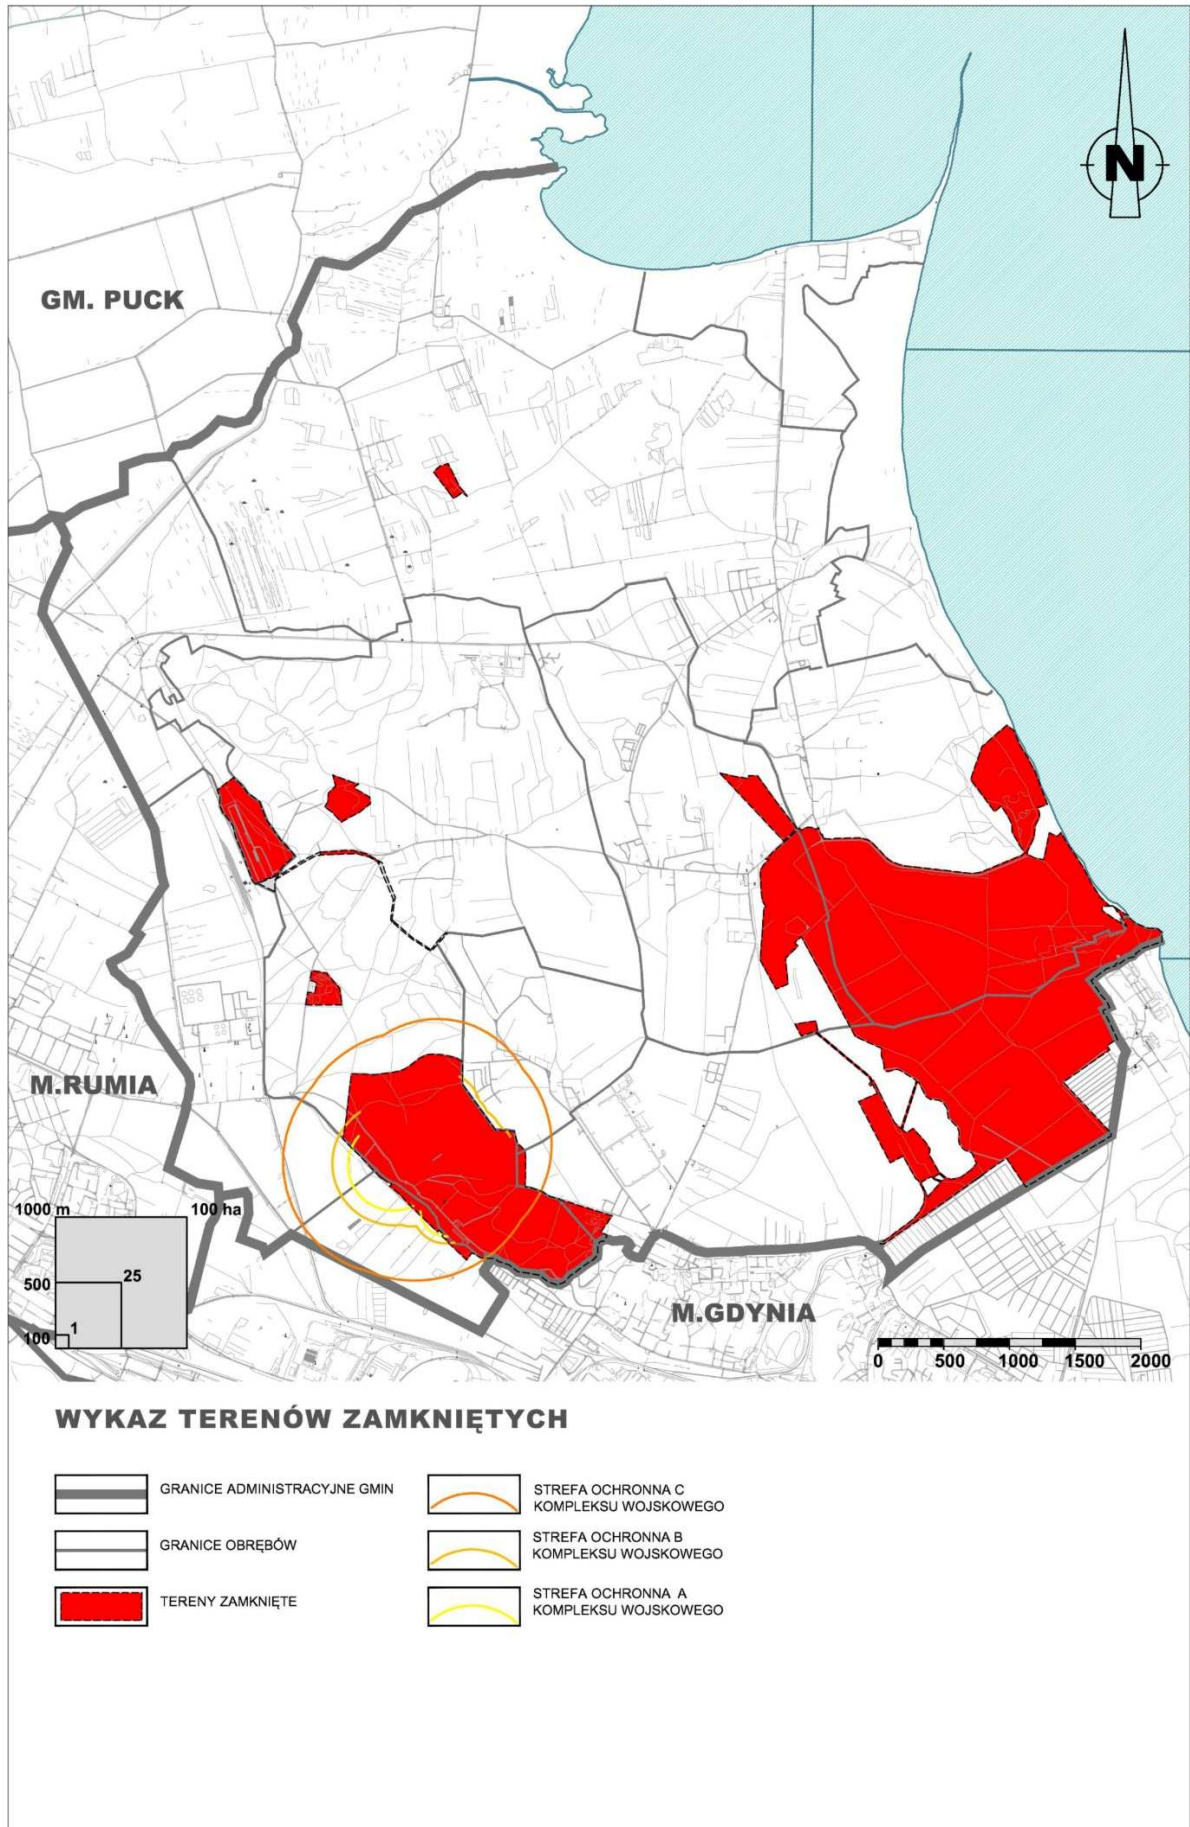 N
GM. PUCK
M.RUMIA
1000 m
100 ha
500
25
100
1
M.GDYNIA
0 500 1000 1500 2000
WYKAZ TERENÓW ZAMKNIĘTYCH
GRANICE ADMINISTRACYJNE GMIN
GRANICE OBRĘBÓW
TERENY ZAMKNIĘTE
STREFA OCHRONNA C
KOMPLEKSU WOJSKOWEGO
STREFA OCHRONNA B
KOMPLEKSU WOJSKOWEGO
STREFA OCHRONNA A
KOMPLEKSU WOJSKOWEGO